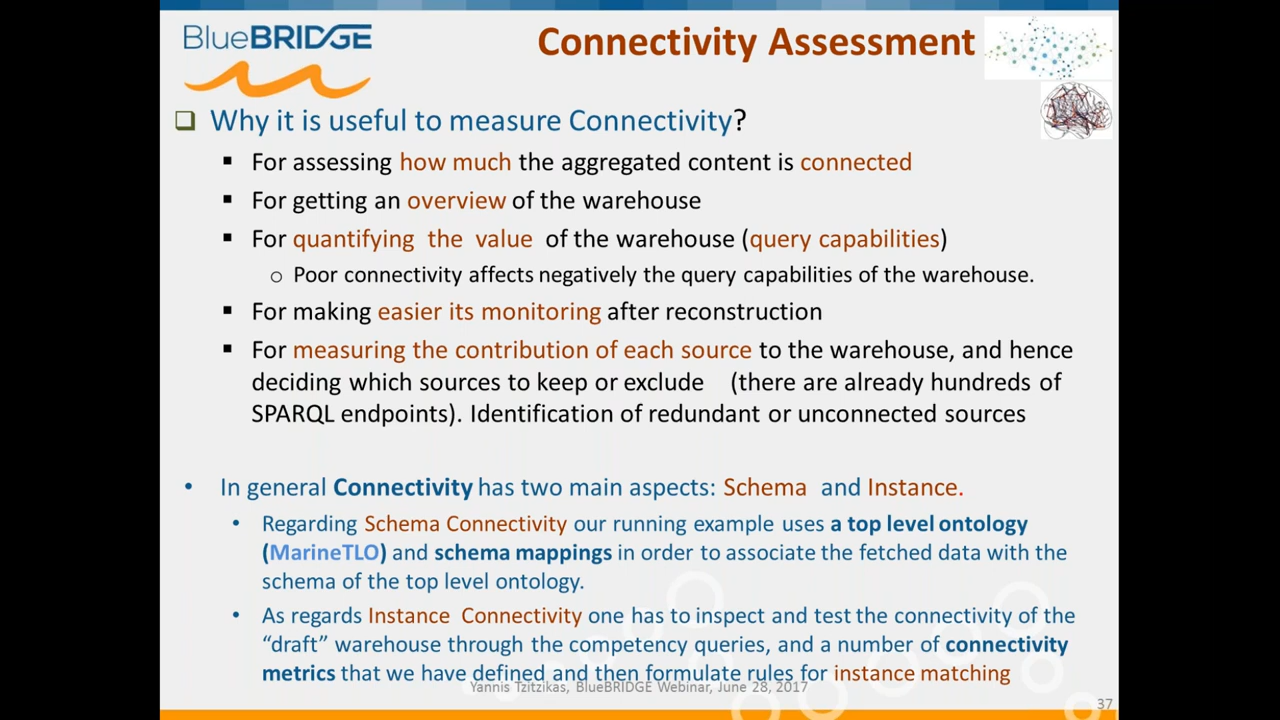 BlueBRIDGE
Connectivity Assessment
Why it is useful to measure Connectivity?
For assessing how much the aggregated content is connected
For getting an overview of the warehouse
For quantifying the value of the warehouse (query capabilities)
Poor connectivity affects negatively the query capabilities of the warehouse.
For making easier its monitoring after reconstruction
For measuring the contribution of each source to the warehouse, and hence
deciding which sources to keep or exclude (there are already hundreds of
SPARQL endpoints). Identification of redundant or unconnected sources
In general Connectivity has two main aspects: Schema and Instance.
Regarding Schema Connectivity our running example uses a top level ontology
(MarineTLO) and schema mappings in order to associate the fetched data with the
schema of the top level ontology.
As regards Instance Connectivity one has to inspect and test the connectivity of the
“draft” warehouse through the competency queries, and a number of connectivity
metrics that we have defined and then formulate rules for instance matching
Yannis Tzitzikas, BlueBRIDGE Webinar, June 28, 2017
37